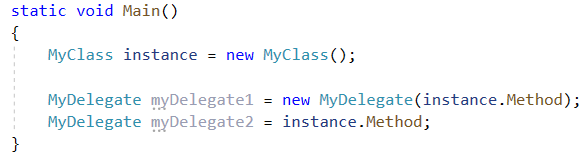 static void Main()
{
MyClass instance = new MyClass();
MyDelegate myDelegate1 = new MyDelegate(instance.Method);
MyDelegate myDelegate2 = instance.Method;
}